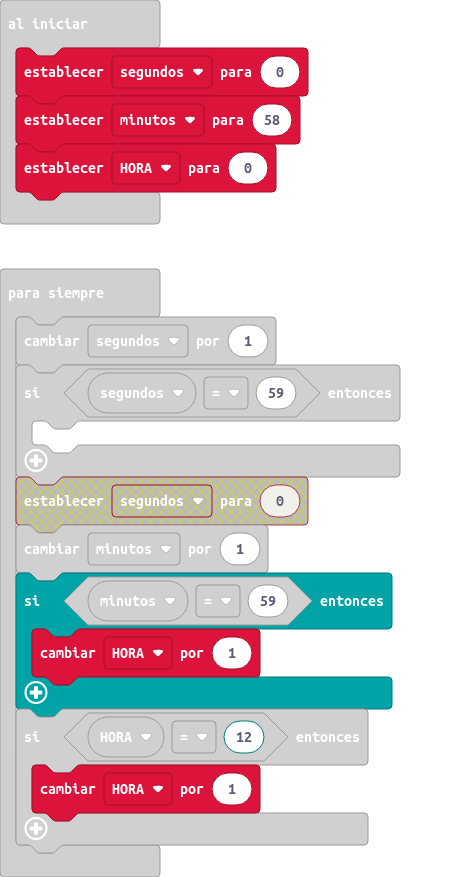 al iniciar
establecer segundos para 0
establecer minutos para 58
establecer HORA para 0
para siempre
cambiar segundos por 1
si segundos = 59 entonces
establecer segundos para 0
cambiar minutos por 1
si minutos = 59 entonces
cambiar HORA por 1
si HORA = 12 entonces
cambiar HORA por 1